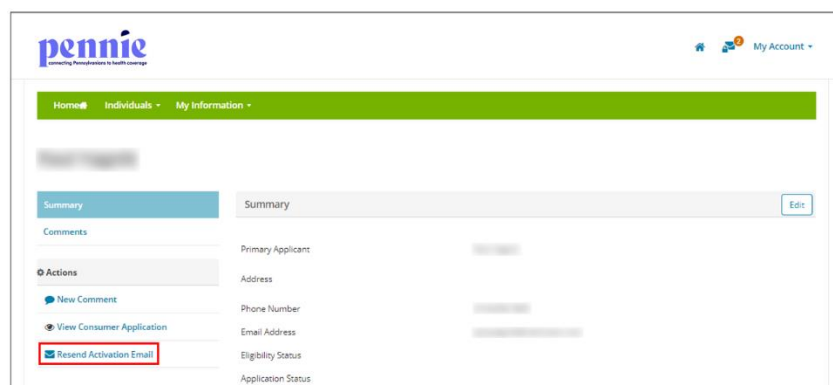 pennie
connecting Pennsylvanians to health coverage
2
My Account
Home Individuals My Information
Summary
Comments
Actions
New Comment
View Consumer Application
Resend Activation Email
Summary
Edit
Primary Applicant
Address
Phone Number
Email Address
Eligibility Status
Application Status